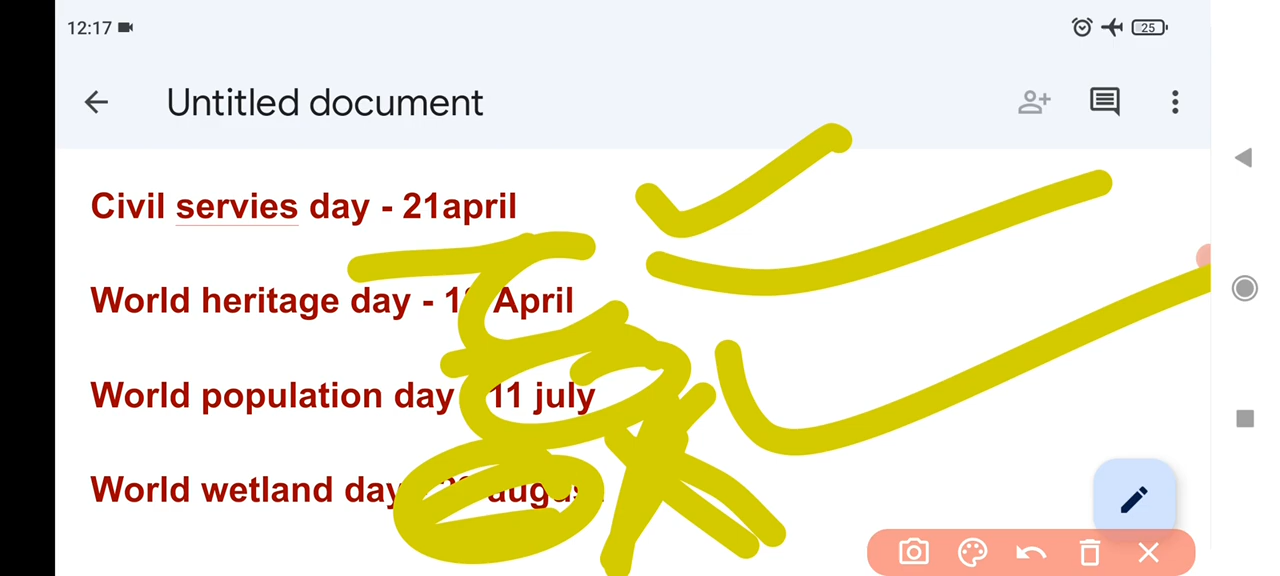 12:17
25
Untitled document
Civil servies day - 21april
World heritage day - April
World population day 11 july
World wetland day